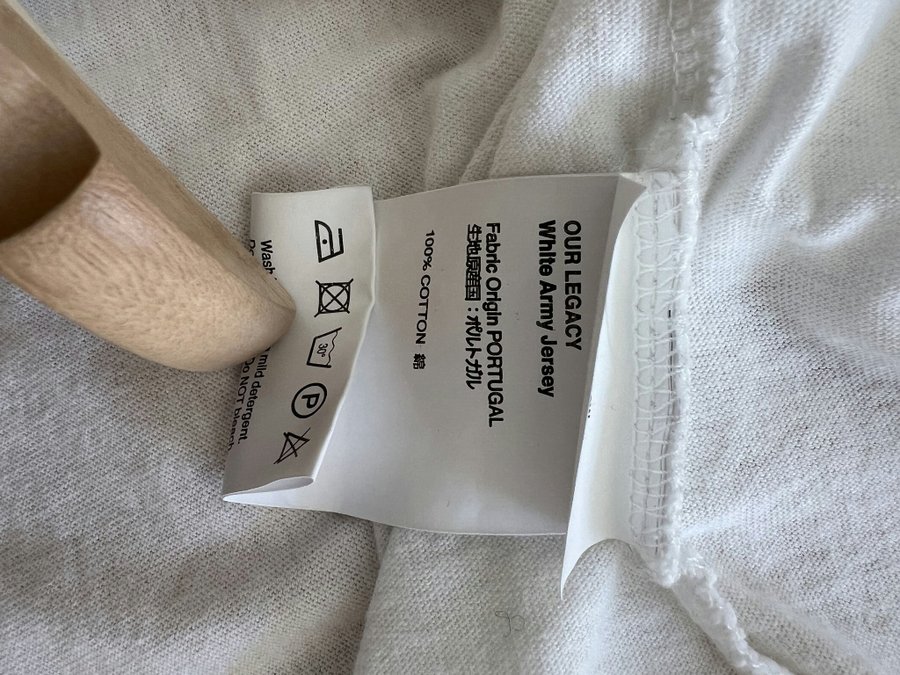 OUR LEGACY
White Army Jersey
Fabric Origin PORTUGAL
生地原産国：ポルトガル
100% COTTON 綿
30°
P
Wash
mild detergent.
Do NOT bleach